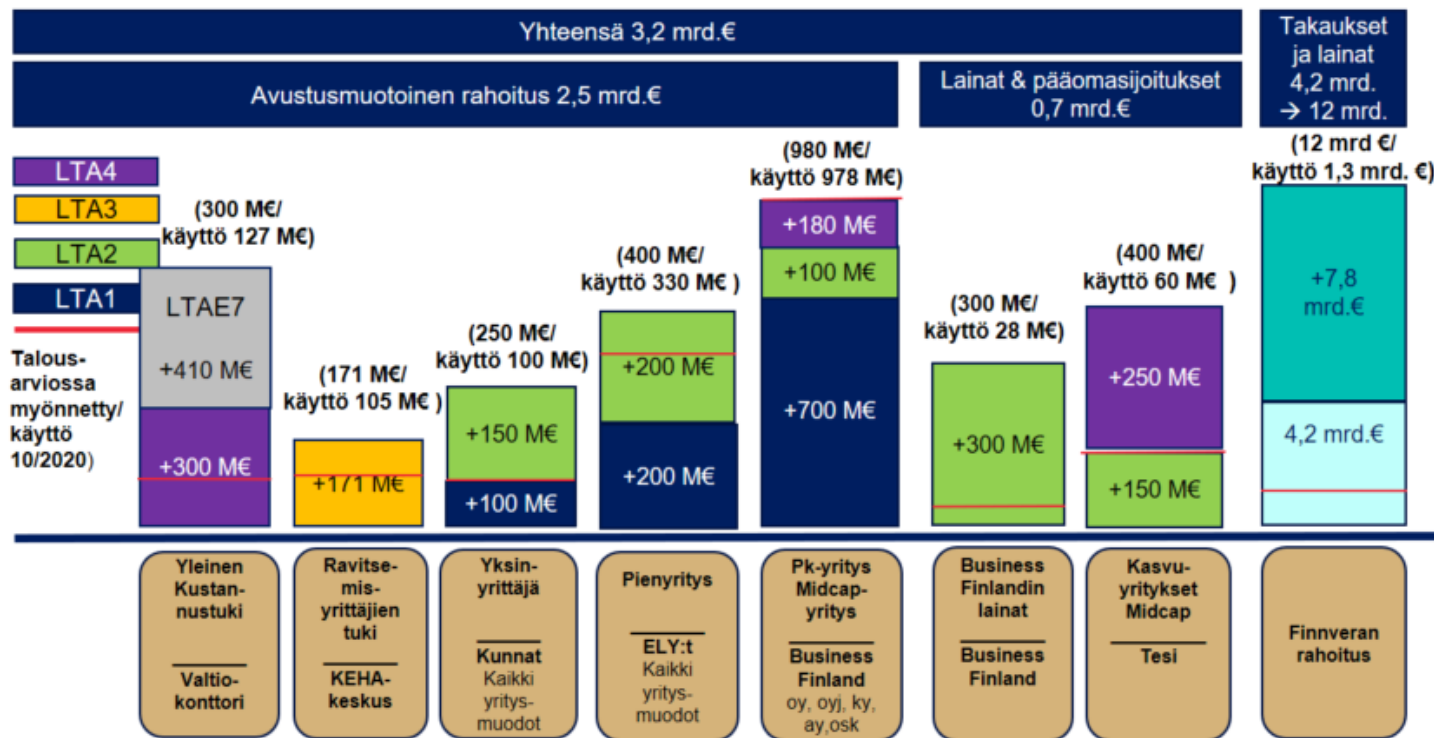 Yhteensä 3,2 mrd.€
Takaukset
ja lainat
4,2 mrd.
→ 12 mrd.
Avustusmuotoinen rahoitus 2,5 mrd.€
Lainat & pääomasijoitukset
0,7 mrd.€
LTA4
LTA3
LTA2
LTA1
Talous-
arviossa
myönnetty/
käyttö
10/2020)
(300 M€/
käyttö 127 M€)
LTAE7
+410 M€
+300 M€
(171 M€/
käyttö 105 M€ )
+171 M€
(250 M€/
käyttö 100 M€)
+150 M€
+100 M€
(400 M€/
käyttö 330 M€ )
+200 M€
+200 M€
(980 M€/
käyttö 978 M€)
+180 M€
+100 M€
+700 M€
(300 M€/
käyttö 28 M€)
+300 M€
(400 M€/
käyttö 60 M€ )
+250 M€
+150 M€
(12 mrd €/
käyttö 1,3 mrd. €)
+7,8
mrd.€
4,2 mrd.€
Yleinen
Kustan-
nustuki
Valtio-
konttori
Ravitse-
mis-
yrittäjien
tuki
KEHA-
keskus
Yksin-
yrittäjä
Kunnat
Kaikki
yritys-
muodot
Pienyritys
ELY:t
Kaikki
yritys-
muodot
Pk-yritys
Midcap-
yritys
Business
Finland
oy, oyj, ky,
ay,osk
Business
Finlandin
lainat
Business
Finland
Kasvu-
yritykset
Midcap
Tesi
Finnveran
rahoitus